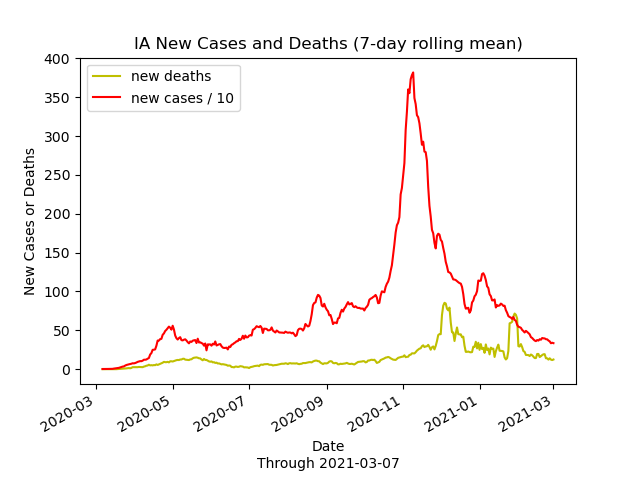 IA New Cases and Deaths (7-day rolling mean)
new deaths
new cases / 10
New Cases or Deaths
400
350
300
250
200
150
100
50
0
2020-03
2020-05
2020-07
2020-09
2020-11
2021-01
2021-03
Date
Through 2021-03-07